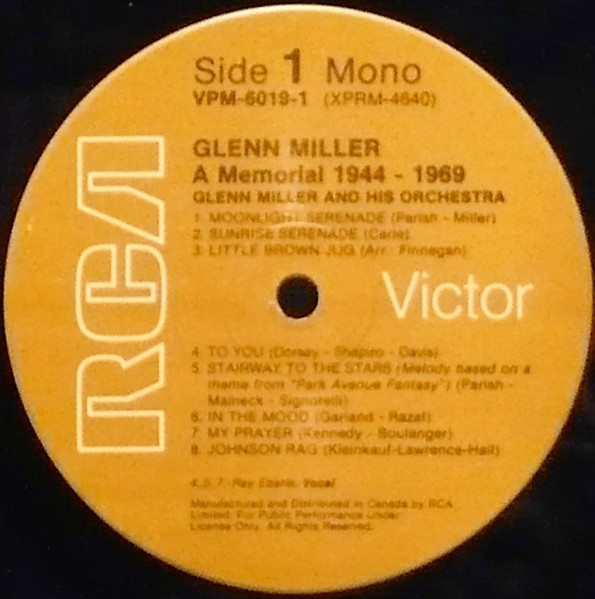 RCA
Side 1 Mono
VPM-6019-1 (XPRM-4640)
GLENN MILLER
A Memorial 1944 - 1969
GLENN MILLER AND HIS ORCHESTRA
1. MOONLIGHT SERENADE (Parish - Miller)
2. SUNRISE SERENADE (Carle)
3. LITTLE BROWN JUG (Arr.: Finnegan)
Victor
4. TO YOU (Dorsey - Shapiro - Davis)
5. STAIRWAY TO THE STARS (Melody based on a
theme from "Park Avenue Fantasy") (Parish -
Malneck - Signorelli)
6. IN THE MOOD (Garland - Razaf)
7. MY PRAYER (Kennedy - Boulanger)
8. JOHNSON RAG (Kleinkauf-Lawrence-Hall)
4, 5, 7: Ray Eberle, Vocal
Manufactured and Distributed in Canada by RCA
Limited. For Public Performance Under
License Only. All Rights Reserved.